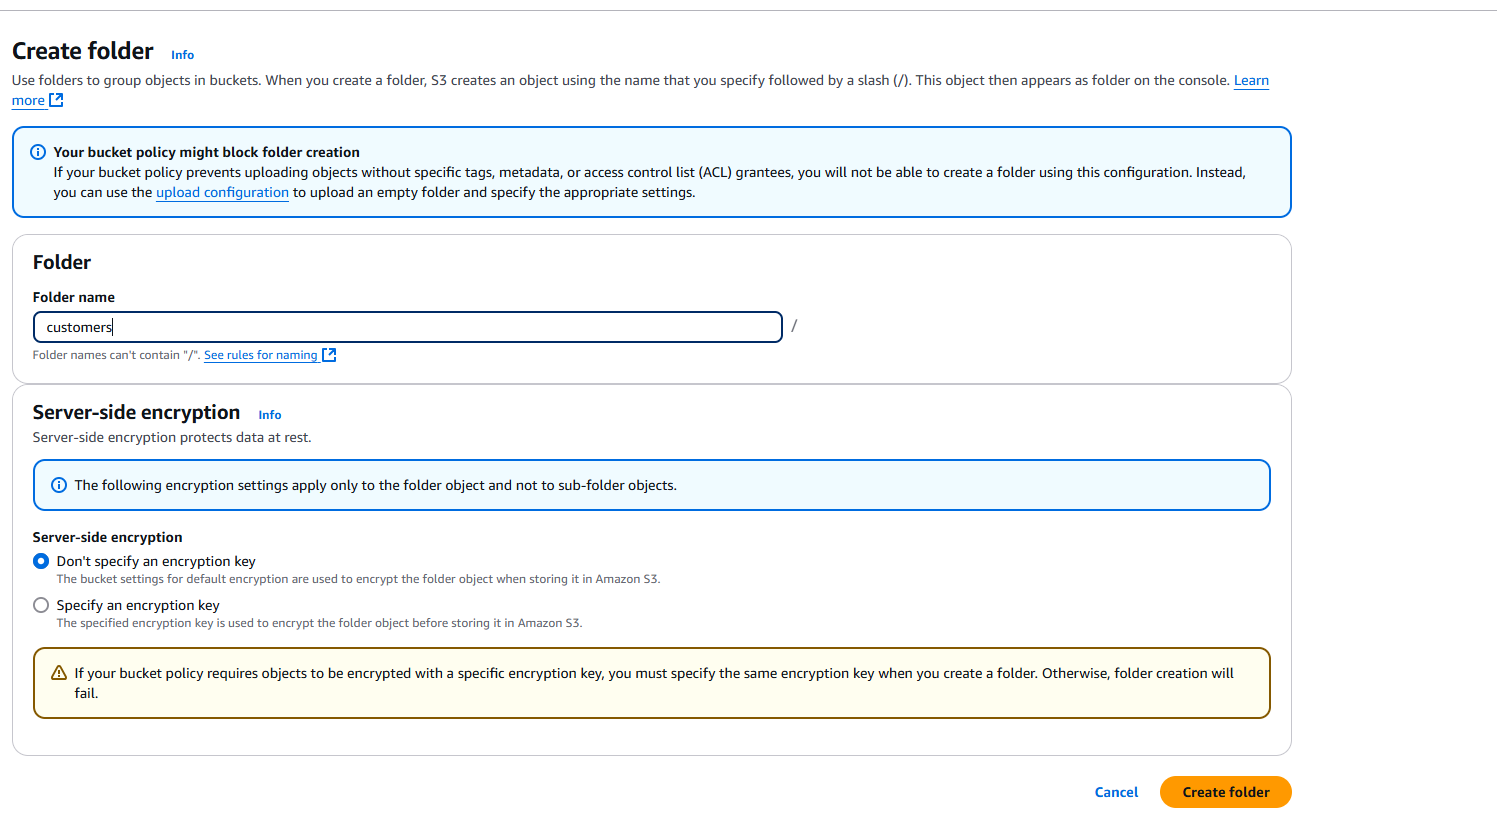 Create folder Info
Use folders to group objects in buckets. When you create a folder, S3 creates an object using the name that you specify followed by a slash (/). This object then appears as folder on the console. Learn
more
Your bucket policy might block folder creation
If your bucket policy prevents uploading objects without specific tags, metadata, or access control list (ACL) grantees, you will not be able to create a folder using this configuration. Instead,
you can use the upload configuration to upload an empty folder and specify the appropriate settings.
Folder
Folder name
customers /
Folder names can't contain "/". See rules for naming
Server-side encryption Info
Server-side encryption protects data at rest.
The following encryption settings apply only to the folder object and not to sub-folder objects.
Server-side encryption
Don't specify an encryption key
The bucket settings for default encryption are used to encrypt the folder object when storing it in Amazon S3.
Specify an encryption key
The specified encryption key is used to encrypt the folder object before storing it in Amazon S3.
If your bucket policy requires objects to be encrypted with a specific encryption key, you must specify the same encryption key when you create a folder. Otherwise, folder creation will
fail.
Cancel Create folder